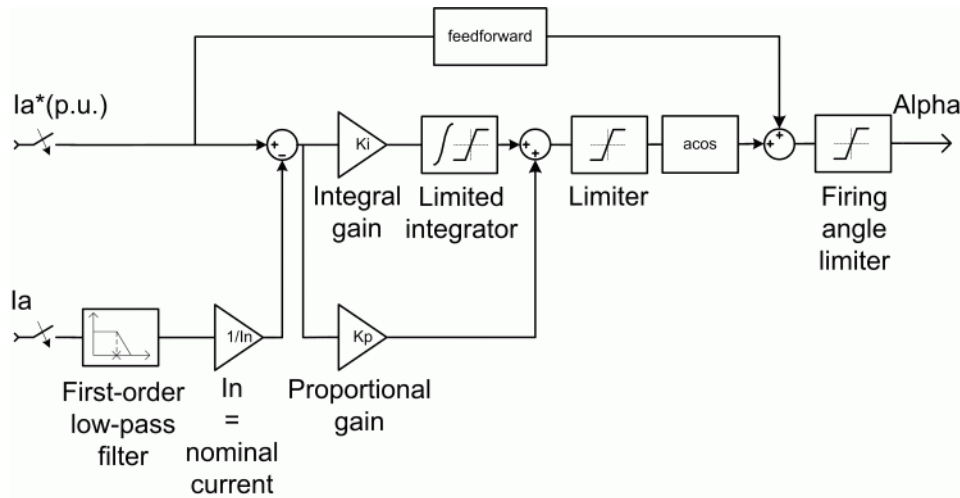 feedforward
Ia*(p.u.)
Alpha
+
−
Ki
+
+
acos
+
+
Integral
gain
Limited
integrator
Limiter
Firing
angle
limiter
Ia
1/In
Kp
First-order
low-pass
filter
In
=
nominal
current
Proportional
gain